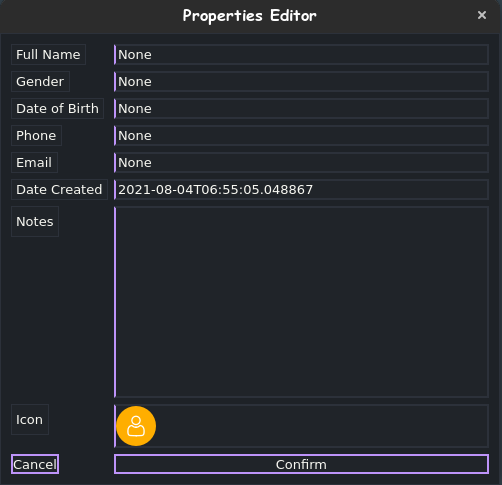 Properties Editor ×
Full Name None
Gender None
Date of Birth None
Phone None
Email None
Date Created 2021-08-04T06:55:05.048867
Notes
Icon
Cancel Confirm